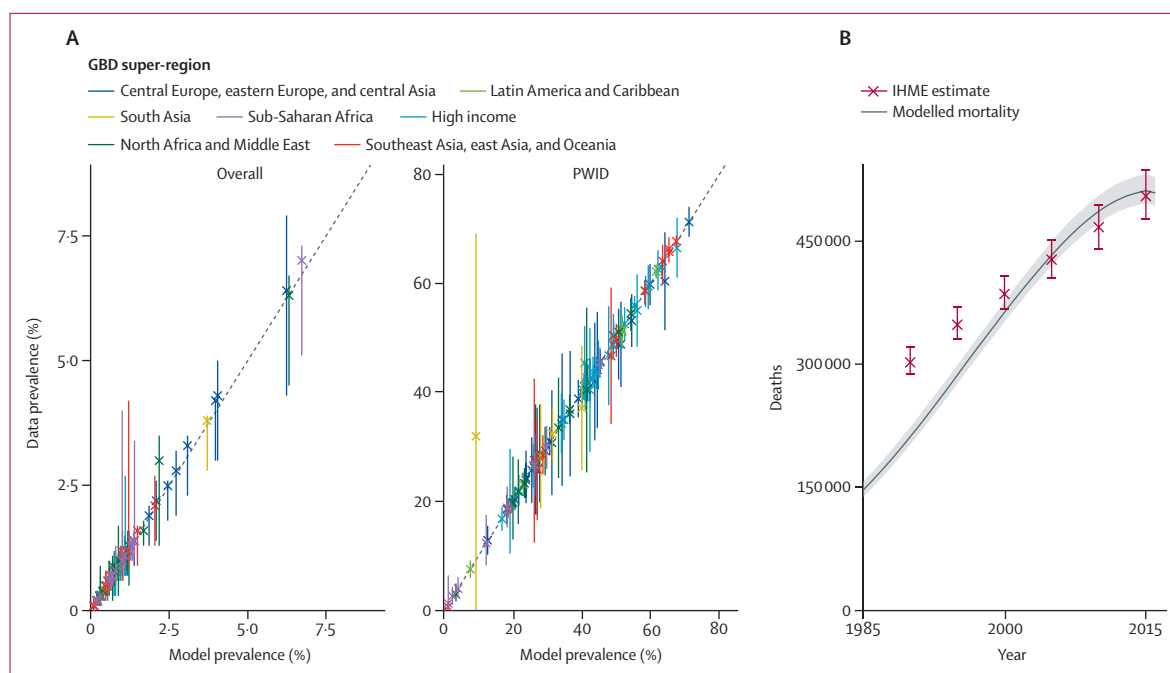 A
GBD super-region
Central Europe, eastern Europe, and central Asia
Latin America and Caribbean
South Asia
Sub-Saharan Africa
High income
North Africa and Middle East
Southeast Asia, east Asia, and Oceania
Overall
Data prevalence (%)
7·5
5·0
2·5
0
0
2·5
5·0
7·5
Model prevalence (%)
PWID
80
60
40
20
0
0
20
40
60
80
Model prevalence (%)
B
IHME estimate
Modelled mortality
Deaths
450 000
300 000
150 000
0
1985
2000
2015
Year